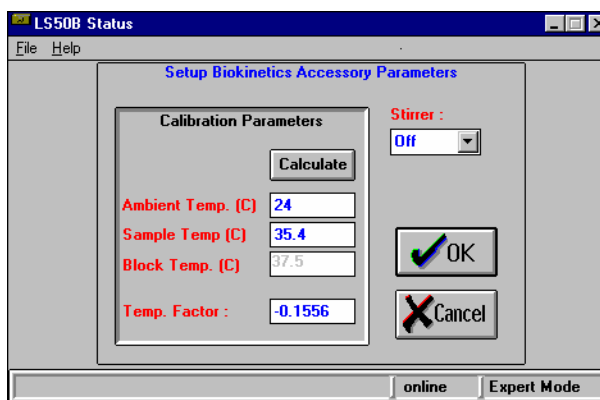 LS50B Status
File Help
Setup Biokinetics Accessory Parameters
Calibration Parameters
Calculate
Ambient Temp. (C) 24
Sample Temp (C) 35.4
Block Temp. (C) 37.5
Temp. Factor : -0.1556
Stirrer :
Off
OK
Cancel
online Expert Mode